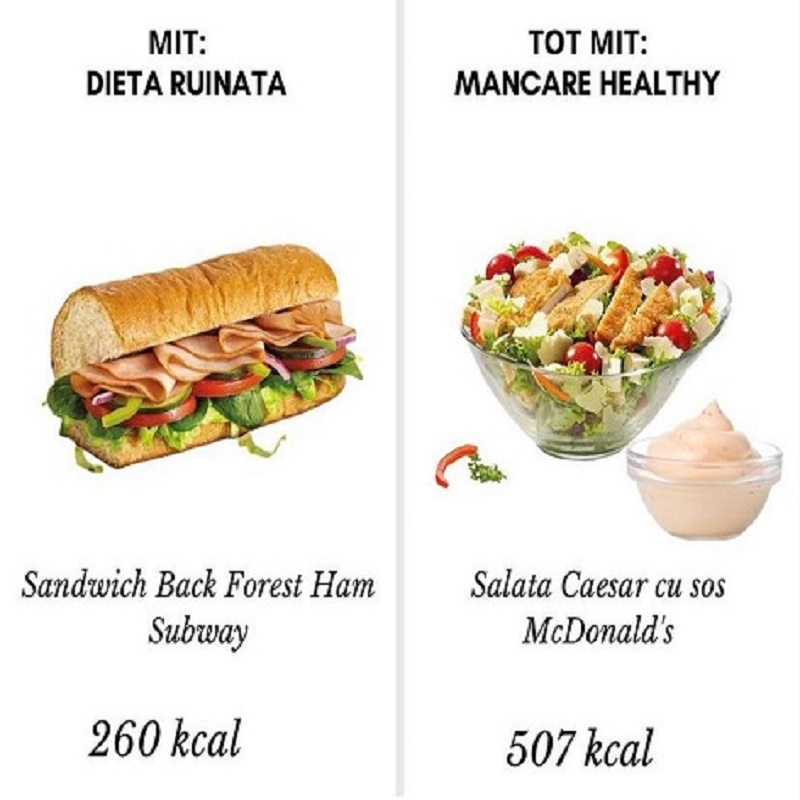 MIT:
DIETA RUINATA
Sandwich Back Forest Ham
Subway
260 kcal
TOT MIT:
MANCARE HEALTHY
Salata Caesar cu sos
McDonald's
507 kcal